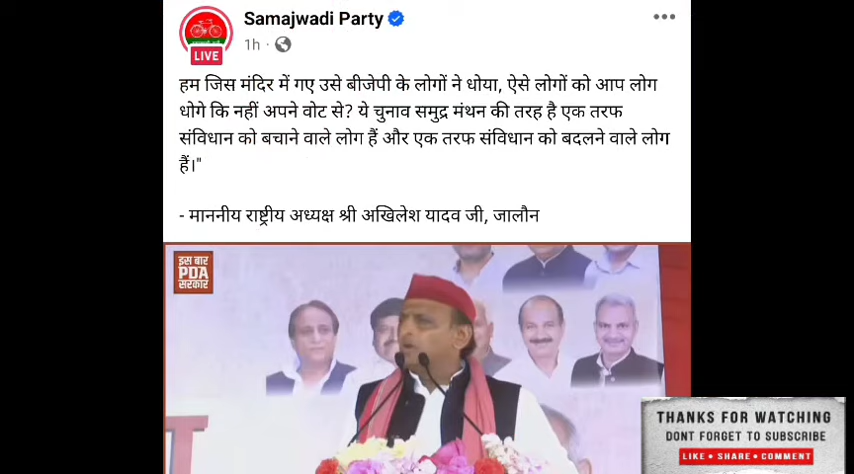 Samajwadi Party
LIVE
1h ·
हम जिस मंदिर में गए उसे बीजेपी के लोगों ने धोया, ऐसे लोगों को आप लोग
धोगे कि नहीं अपने वोट से? ये चुनाव समुद्र मंथन की तरह है एक तरफ
संविधान को बचाने वाले लोग हैं और एक तरफ संविधान को बदलने वाले लोग
हैं।"
- माननीय राष्ट्रीय अध्यक्ष श्री अखिलेश यादव जी, जालौन
इस बार
PDA
सरकार
THANKS FOR WATCHING
DONT FORGET TO SUBSCRIBE
LIKE • SHARE • COMMENT